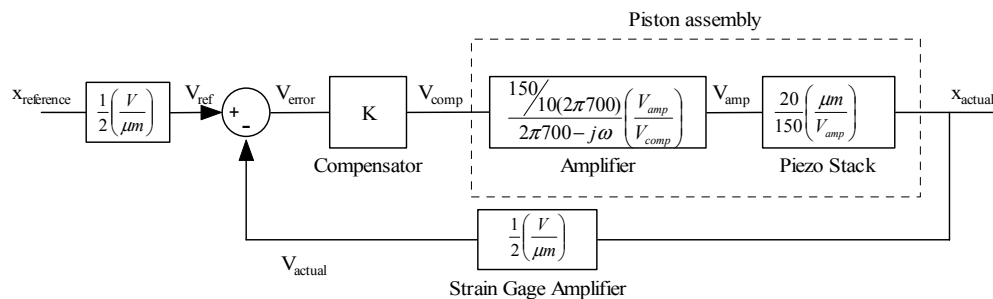 Piston assembly
x_reference
1/2 (V/μm)
V_ref
+
-
V_error
K
Compensator
V_comp
150/10(2π700) / 2π700-jω (V_amp/V_comp)
Amplifier
V_amp
20/150 (μm/V_amp)
Piezo Stack
x_actual
1/2 (V/μm)
V_actual
Strain Gage Amplifier